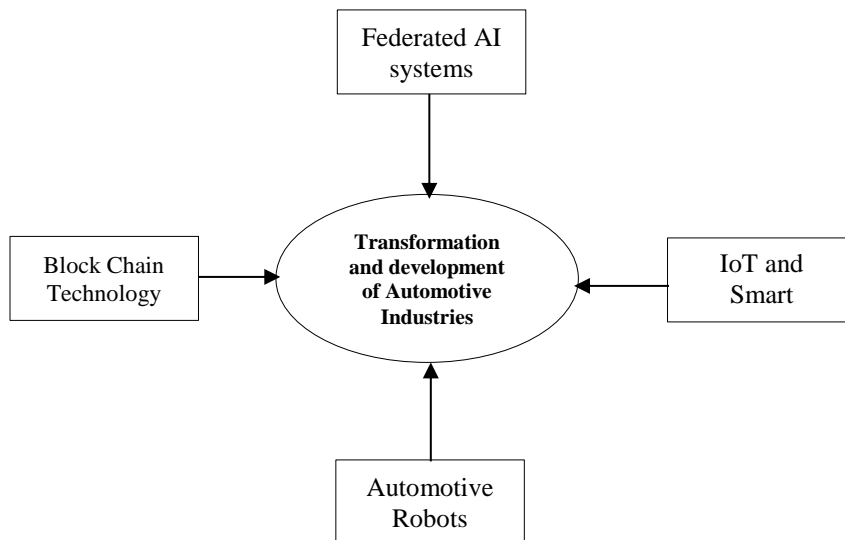 Federated AI
systems
Transformation
and development
of Automotive
Industries
Block Chain
Technology
IoT and
Smart
Automotive
Robots